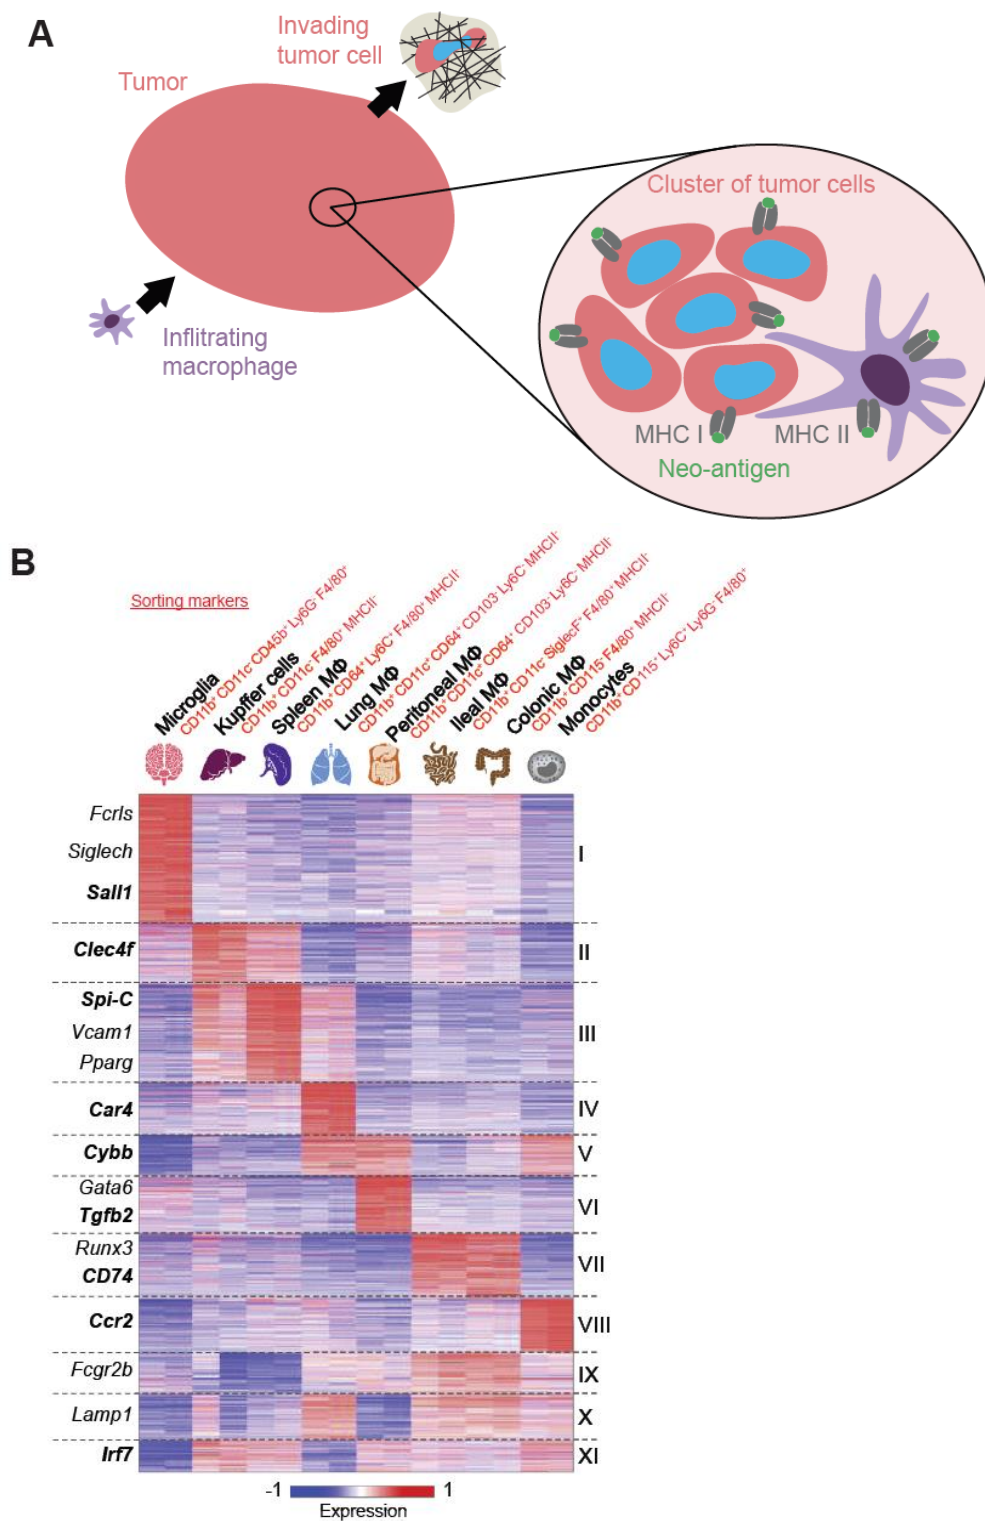 A
Invading
tumor cell
Tumor
Inflitrating
macrophage
Cluster of tumor cells
MHC I
MHC II
Neo-antigen
B
Sorting markers
Microglia
CD11b⁺ CD11c⁻ CD45b⁺ Ly6G⁻ F4/80⁺
Kupffer cells
CD11b⁺ CD11c⁻ F4/80⁺ MHCII⁻
Spleen MΦ
CD11b⁺ CD64⁺ Ly6C⁺ F4/80⁺ MHCII⁻
Lung MΦ
CD11b⁺ CD11c⁺ CD64⁺ CD103⁻ Ly6C⁻ MHCII⁻
Peritoneal MΦ
CD11b⁺ CD11c⁺ CD64⁺ CD103⁻ Ly6C⁻ MHCII⁻
Ileal MΦ
CD11b⁺ CD11c⁻ SiglecF⁺ F4/80⁺ MHCII⁻
Colonic MΦ
CD11b⁺ CD115⁻ F4/80⁺ MHCII⁻
Monocytes
CD11b⁺ CD115⁺ Ly6C⁺ Ly6G⁻ F4/80⁺
Fcrls
Siglech
Sall1
I
Clec4f
II
Spi-C
Vcam1
Pparg
III
Car4
IV
Cybb
V
Gata6
Tgfb2
VI
Runx3
CD74
VII
Ccr2
VIII
Fcgr2b
IX
Lamp1
X
Irf7
XI
-1
1
Expression